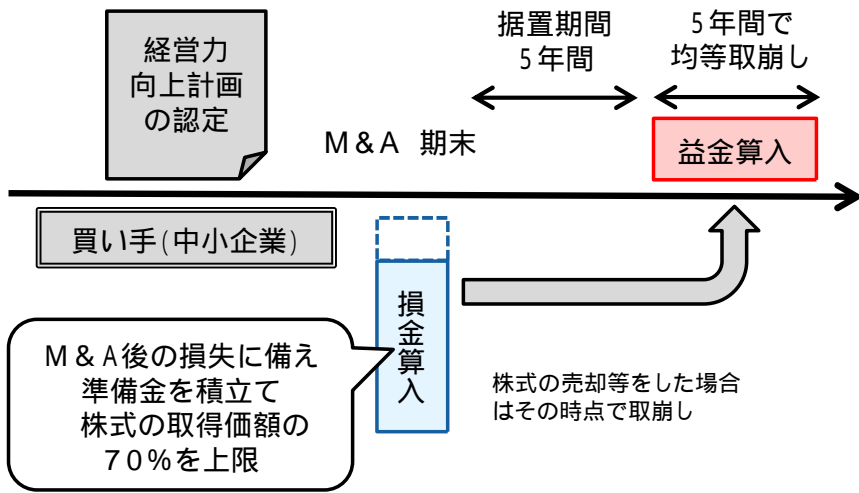 経営力
向上計画
の認定
M&A 期末
据置期間
5年間
5年間で
均等取崩し
益金算入
買い手(中小企業)
損金算入
M&A後の損失に備え
準備金を積立て
株式の取得価額の
70%を上限
株式の売却等をした場合
はその時点で取崩し